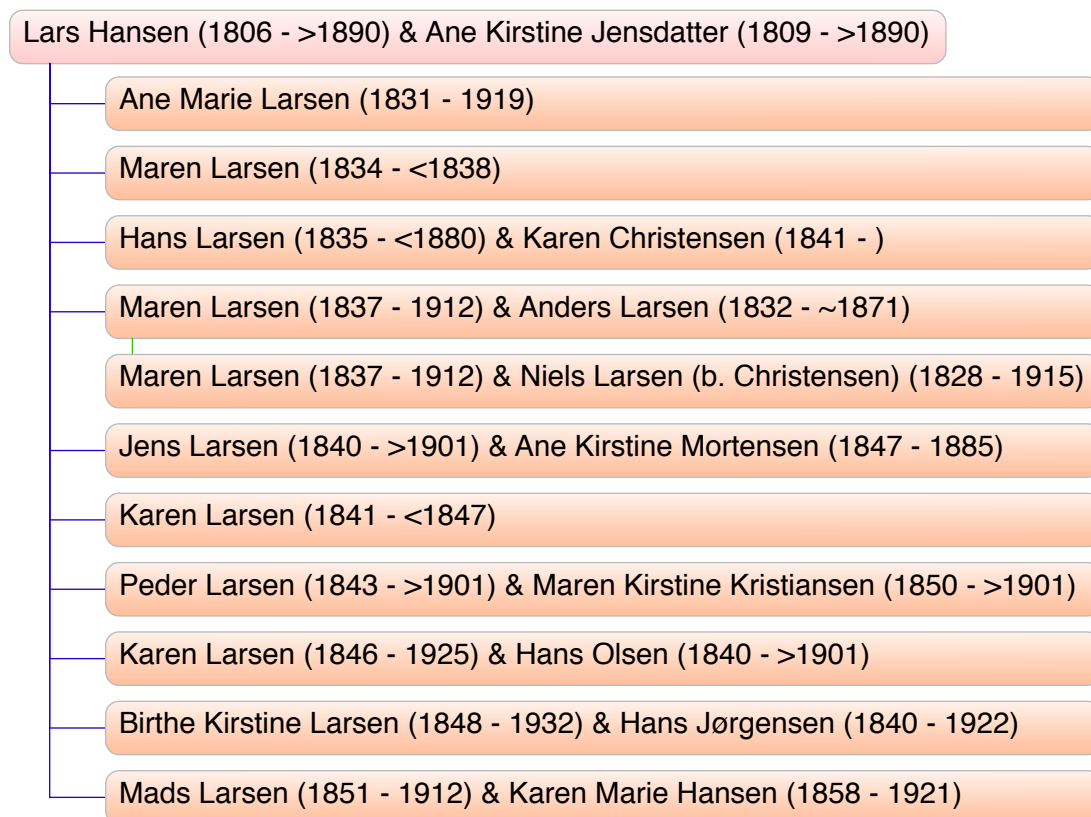 Lars Hansen (1806 - >1890) & Ane Kirstine Jensdatter (1809 - >1890)
Ane Marie Larsen (1831 - 1919)
Maren Larsen (1834 - <1838)
Hans Larsen (1835 - <1880) & Karen Christensen (1841 - )
Maren Larsen (1837 - 1912) & Anders Larsen (1832 - ~1871)
Maren Larsen (1837 - 1912) & Niels Larsen (b. Christensen) (1828 - 1915)
Jens Larsen (1840 - >1901) & Ane Kirstine Mortensen (1847 - 1885)
Karen Larsen (1841 - <1847)
Peder Larsen (1843 - >1901) & Maren Kirstine Kristiansen (1850 - >1901)
Karen Larsen (1846 - 1925) & Hans Olsen (1840 - >1901)
Birthe Kirstine Larsen (1848 - 1932) & Hans Jørgensen (1840 - 1922)
Mads Larsen (1851 - 1912) & Karen Marie Hansen (1858 - 1921)